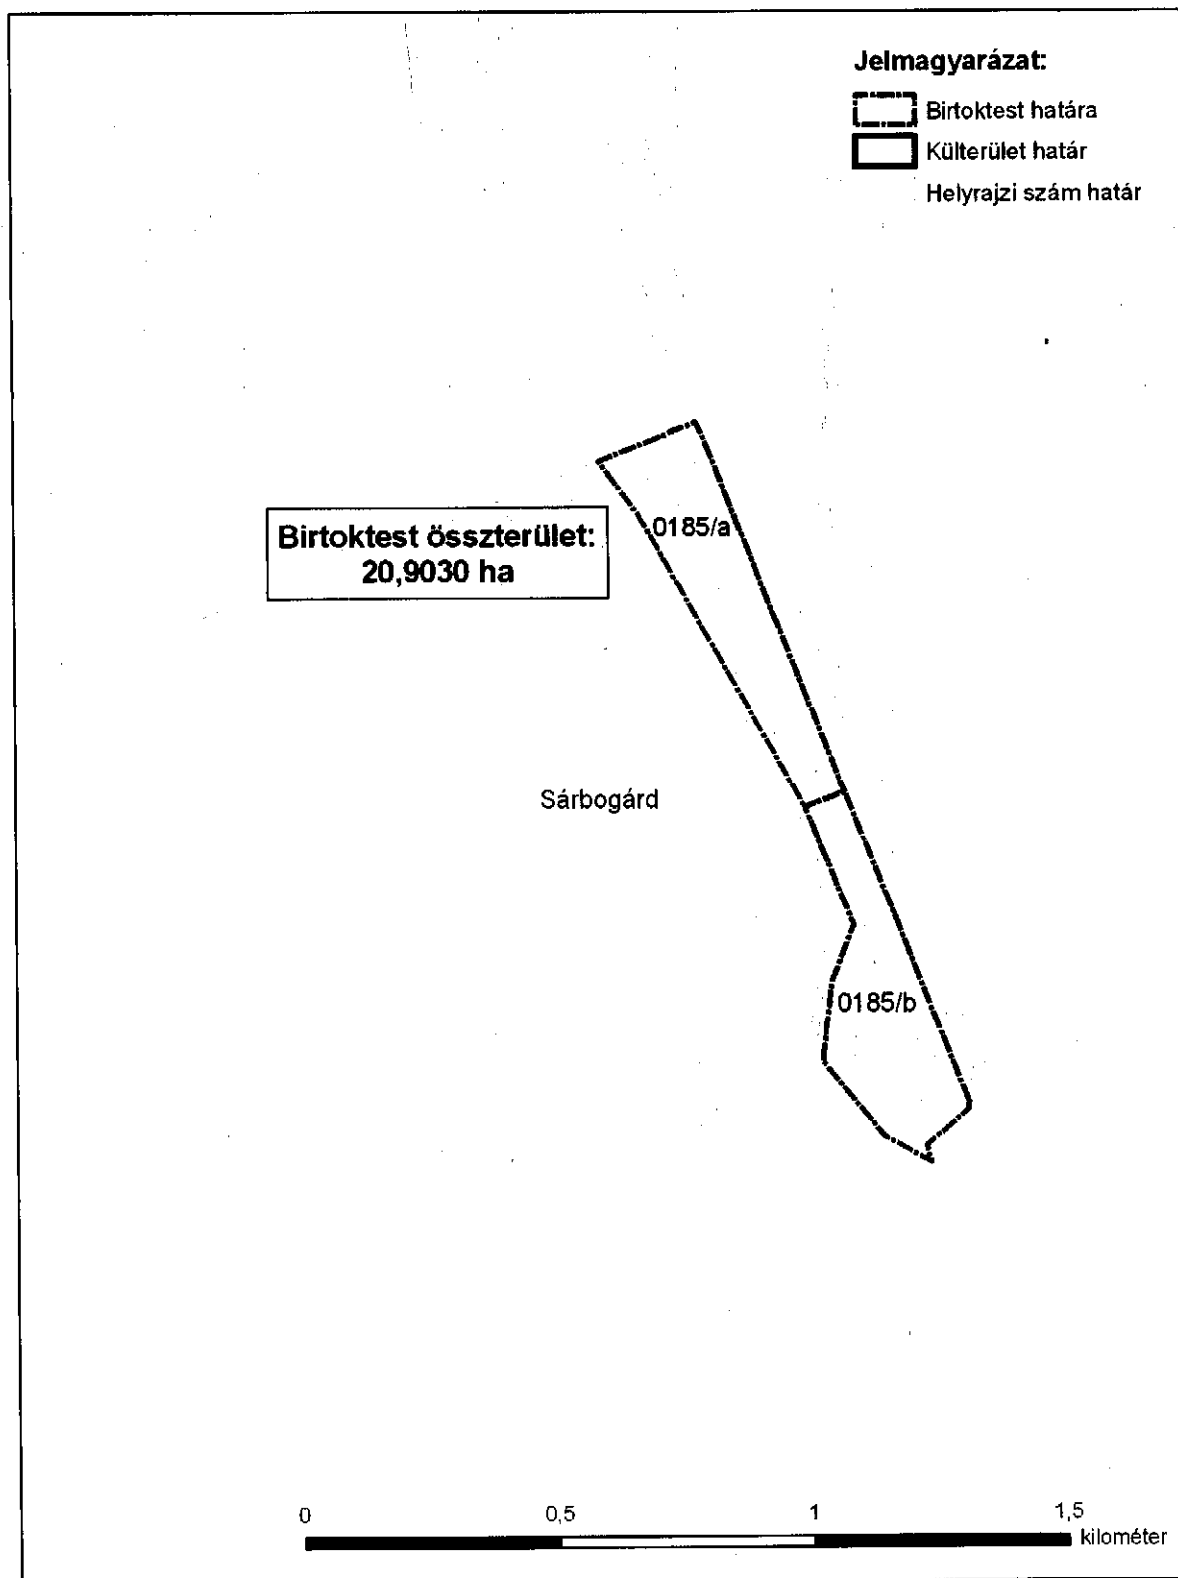 Jelmagyarázat:
Birtoktest határa
Külterület határ
Helyrajzi szám határ
0185/a
Birtoktest összterület:
20,9030 ha
Sárbogárd
0185/b
0
0,5
1
1,5
kilométer